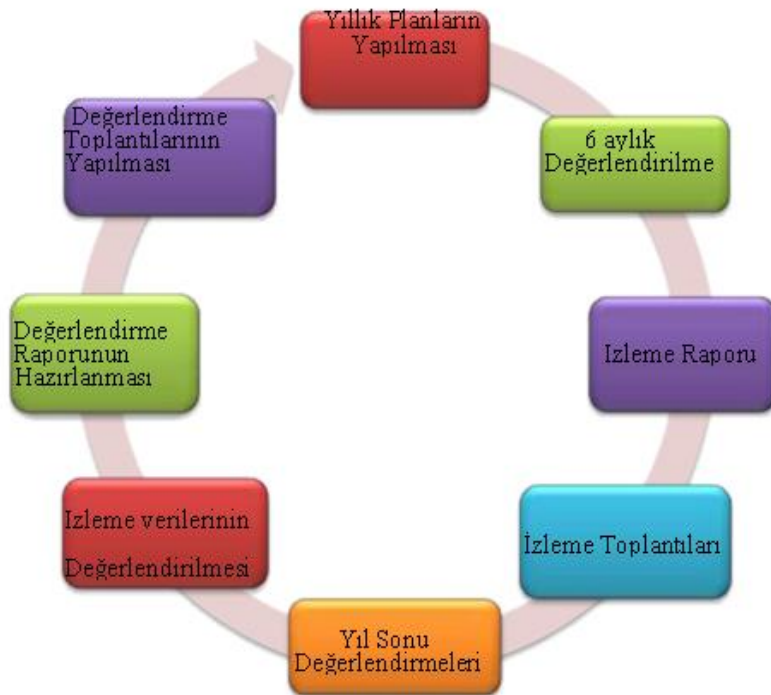 Yıllık Planların
Yapılması
6 aylık
Değerlendirilme
Izleme Raporu
İzleme Toplantıları
Yıl Sonu
Değerlendirmeleri
Izleme verilerinin
Değerlendirilmesi
Değerlendirme
Raporunun
Hazırlanması
Değerlendirme
Toplantılarının
Yapılması